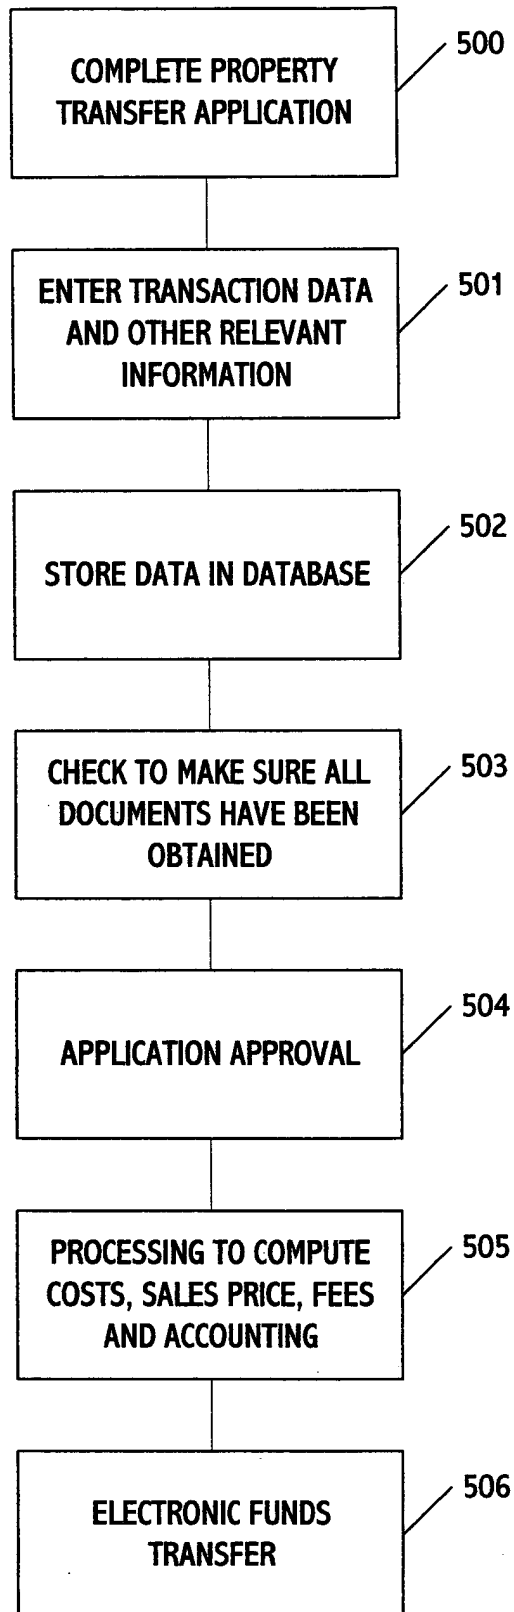 COMPLETE PROPERTY
TRANSFER APPLICATION
500
ENTER TRANSACTION DATA
AND OTHER RELEVANT
INFORMATION
501
STORE DATA IN DATABASE
502
CHECK TO MAKE SURE ALL
DOCUMENTS HAVE BEEN
OBTAINED
503
APPLICATION APPROVAL
504
PROCESSING TO COMPUTE
COSTS, SALES PRICE, FEES
AND ACCOUNTING
505
ELECTRONIC FUNDS
TRANSFER
506